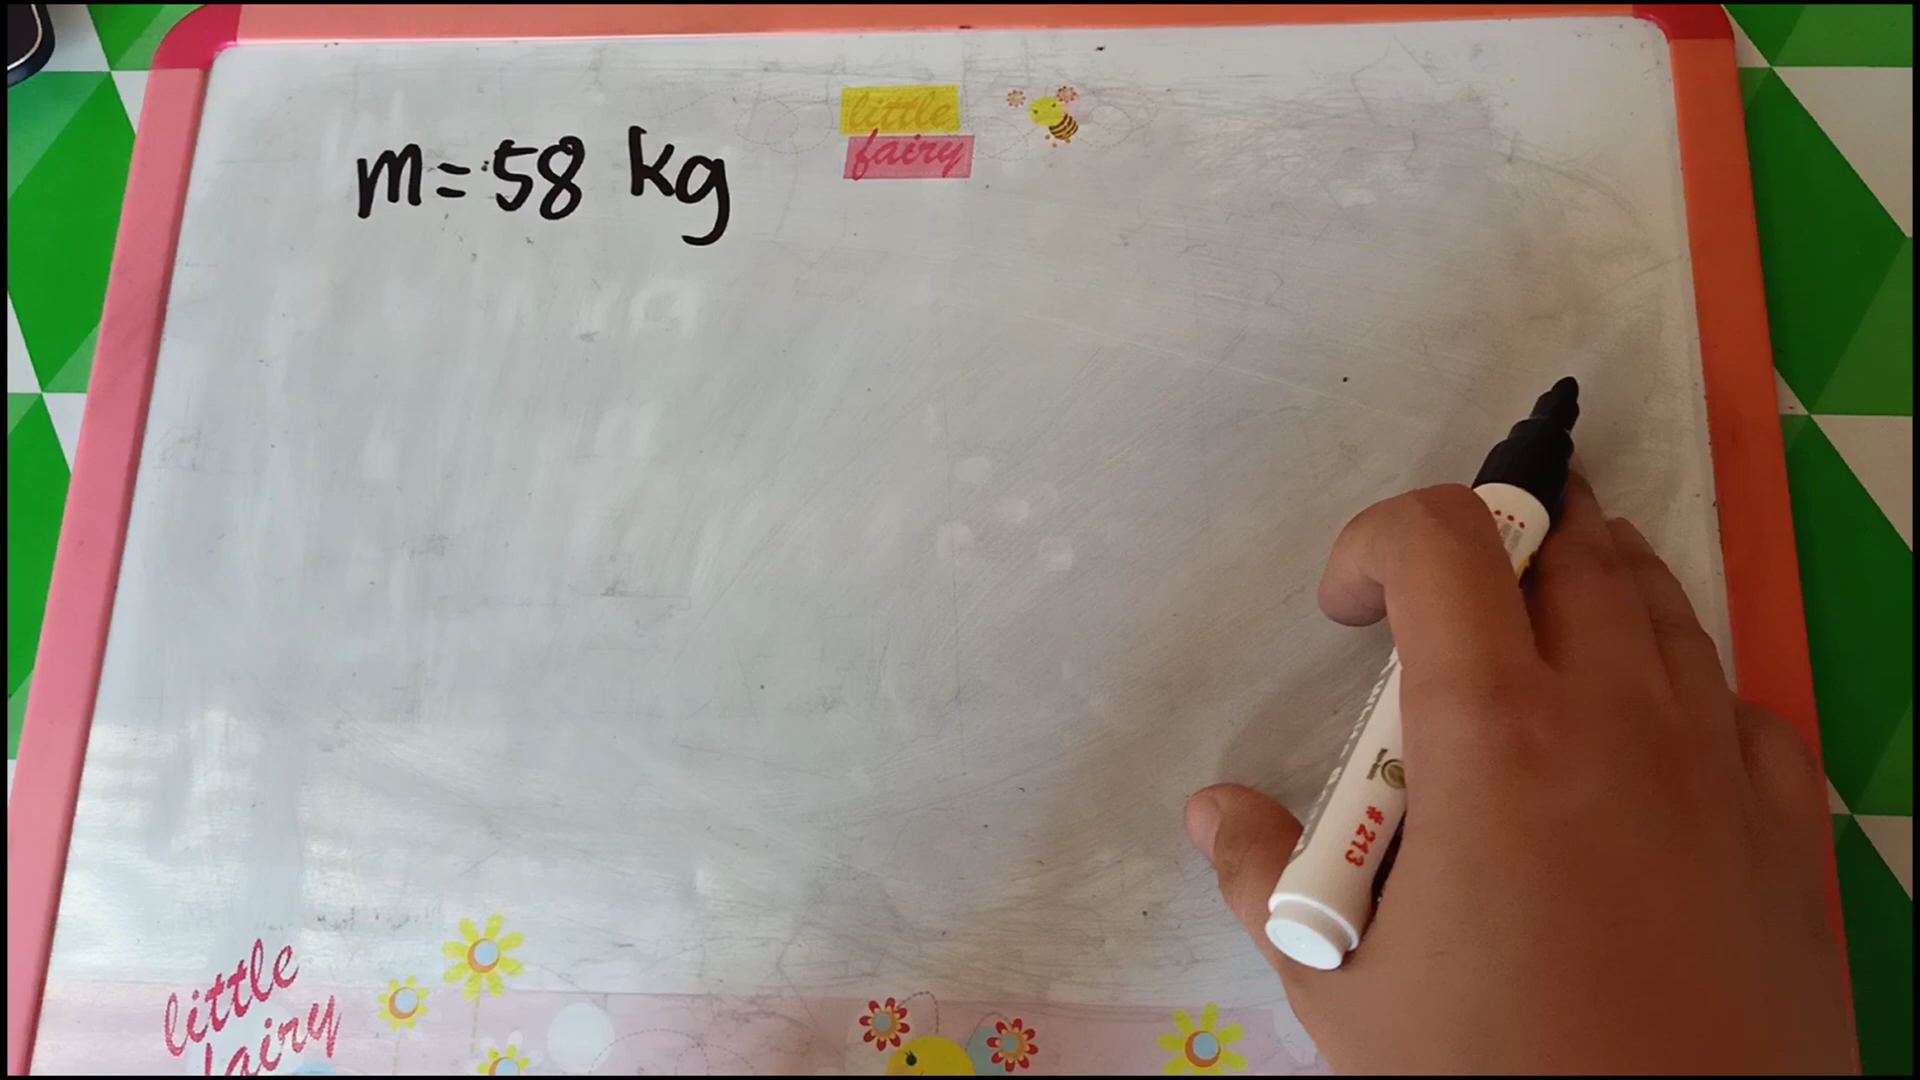 little
fairy
m = 58 kg
#213
little
fairy